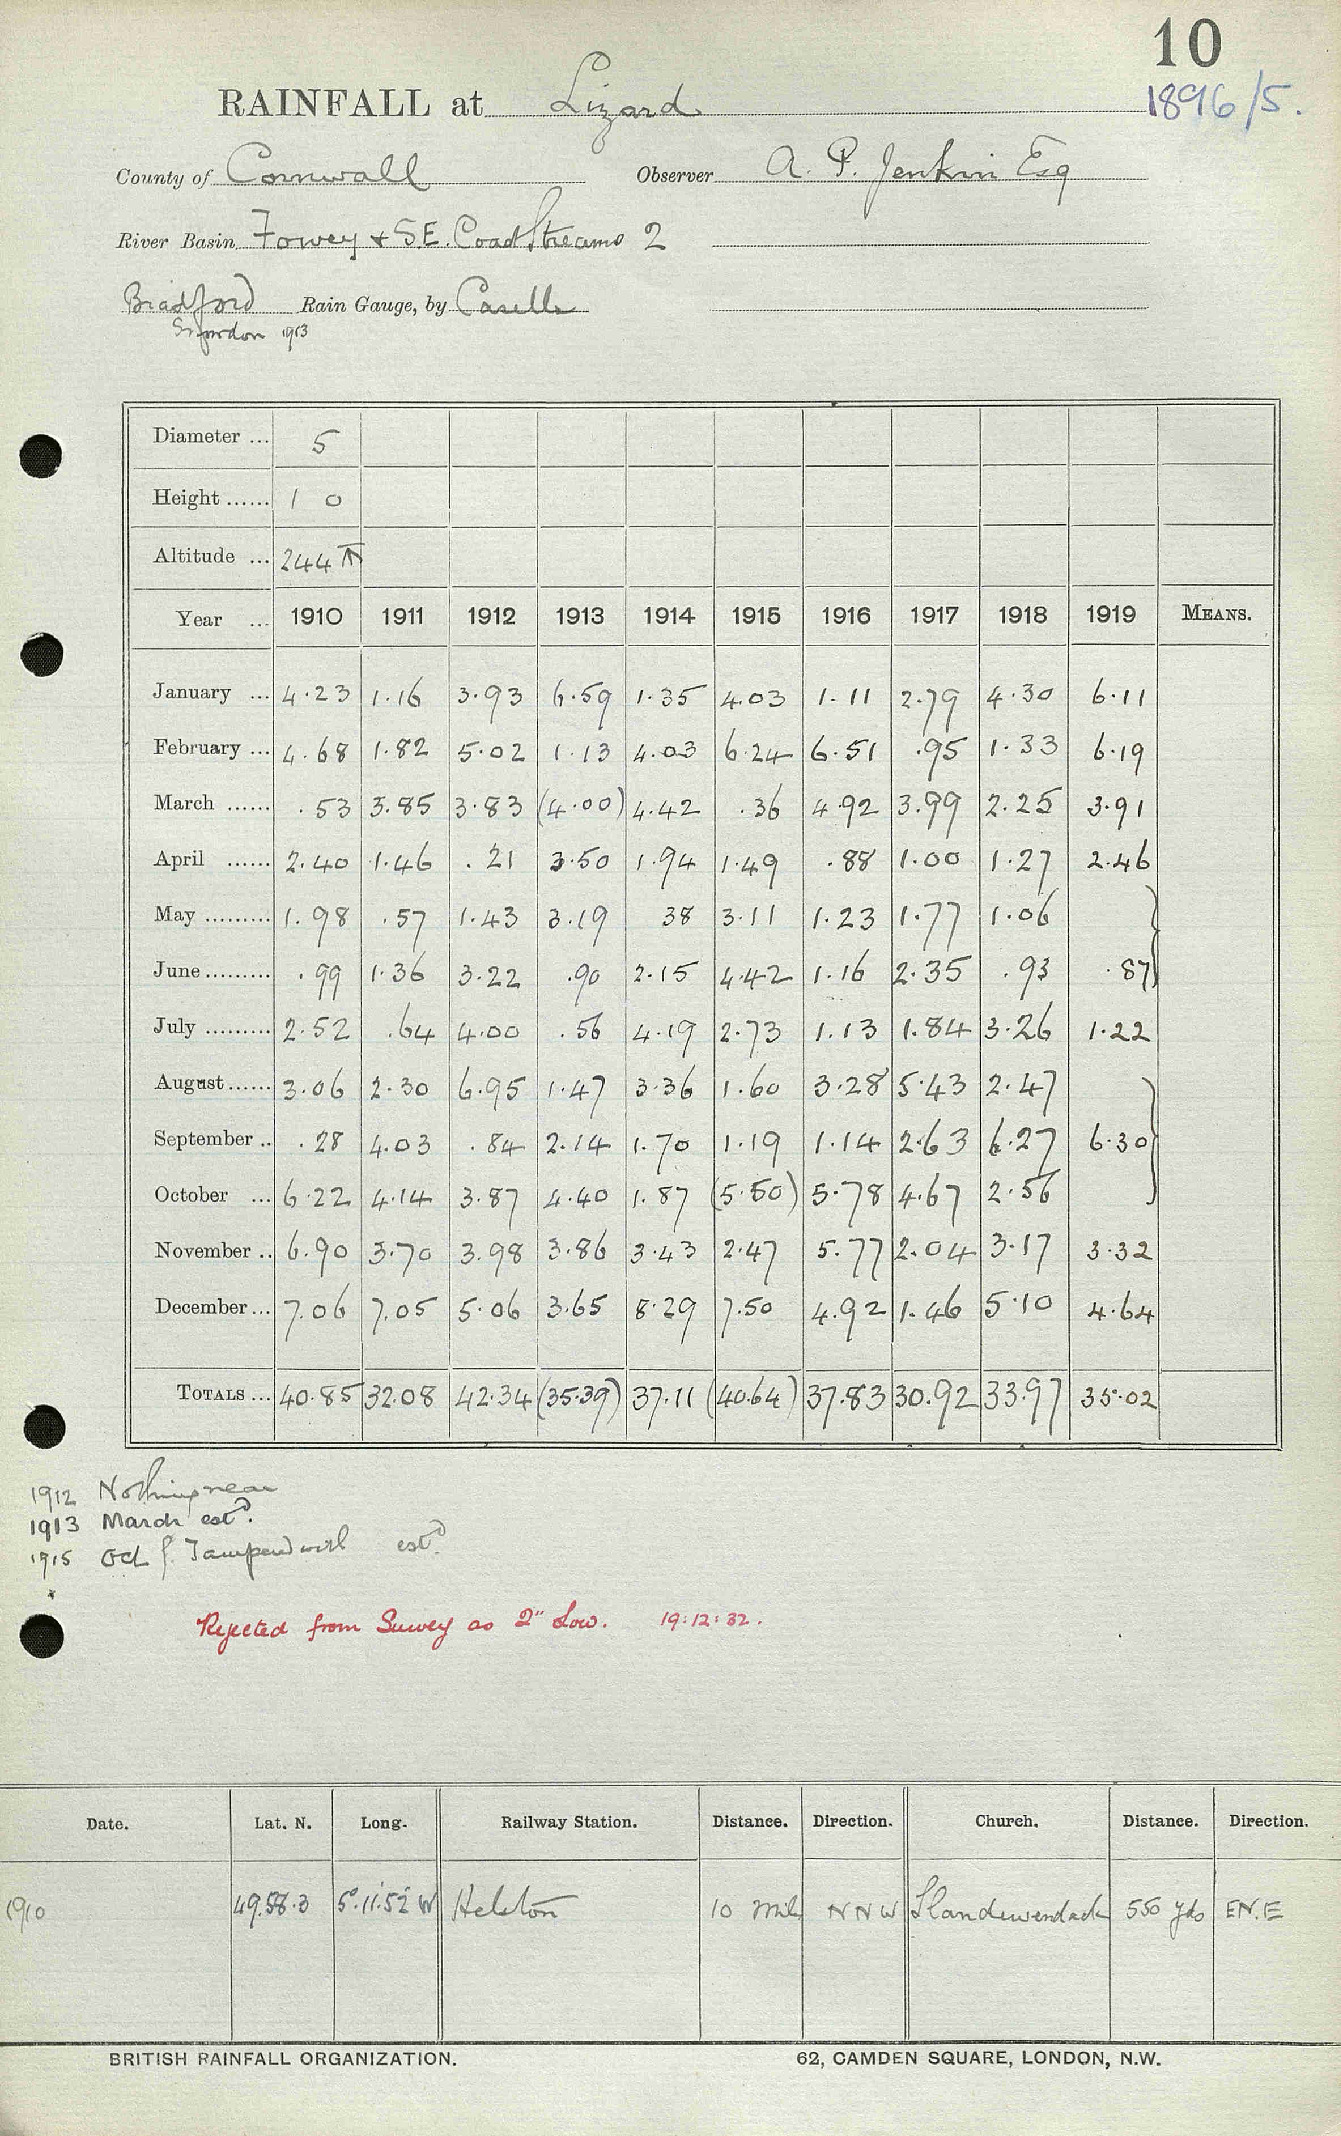 10
RAINFALL at Lizard 1896/5.
County of Cornwall Observer A. P. Jenkin Esq
River Basin Fowey + SE. Coast Streams 2
Bradford Rain Gauge, by Casella
Snowdon 1913
Diameter ... 5
Height ...... 1 0
Altitude ... 244
Year ... 1910 1911 1912 1913 1914 1915 1916 1917 1918 1919 MEANS.
January ... 4.23 1.16 3.93 6.59 1.35 4.03 1.11 2.79 4.30 6.11
February ... 4.68 1.82 5.02 1.13 4.03 6.24 6.51 .95 1.33 6.19
March ...... .53 3.85 3.83 (4.00) 4.42 .36 4.92 3.99 2.25 3.91
April ...... 2.40 1.46 .21 3.50 1.94 1.49 .88 1.00 1.27 2.46
May ......... 1.98 .57 1.43 3.19 38 3.11 1.23 1.77 1.06
June ......... .99 1.36 3.22 .90 2.15 4.42 1.16 2.35 .93 .87
July ......... 2.52 .64 4.00 .56 4.19 2.73 1.13 1.84 3.26 1.22
August ...... 3.06 2.30 6.95 1.47 3.36 1.60 3.28 5.43 2.47
September .. .28 4.03 .84 2.14 1.70 1.19 1.14 2.63 6.27 6.30
October ... 6.22 4.14 3.87 4.40 1.87 (5.50) 5.78 4.67 2.56
November .. 6.90 3.70 3.98 3.86 3.43 2.47 5.77 2.04 3.17 3.32
December ... 7.06 7.05 5.06 3.65 8.29 7.50 4.92 1.46 5.10 4.64
TOTALS ... 40.85 32.08 42.34 (35.39) 37.11 (40.64) 37.83 30.92 33.97 35.02
1912 Nothing near
1913 March estd.
1915 Oct f. estd.
Rejected from Survey as 2" low. 19:12:32.
Date. Lat. N. Long. Railway Station. Distance. Direction. Church. Distance. Direction.
1910 49.58.3 5°.11'.52" W Helston 10 Mils NNW Llandewendack 550 yds EN.E
BRITISH RAINFALL ORGANIZATION. 62, CAMDEN SQUARE, LONDON, N.W.